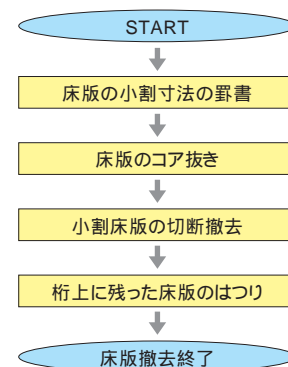 START
床版の小割寸法の罫書
床版のコア抜き
小割床版の切断撤去
桁上に残った床版のはつり
床版撤去終了